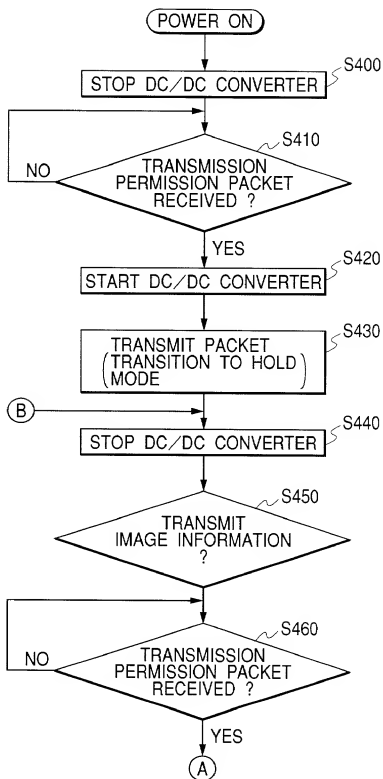 POWER ON
S400
STOP DC/DC CONVERTER
S410
TRANSMISSION
PERMISSION PACKET
RECEIVED ?
NO
YES
S420
START DC/DC CONVERTER
S430
TRANSMIT PACKET
(TRANSITION TO HOLD
MODE)
B
S440
STOP DC/DC CONVERTER
S450
TRANSMIT
IMAGE INFORMATION
?
S460
TRANSMISSION
PERMISSION PACKET
RECEIVED ?
NO
YES
A